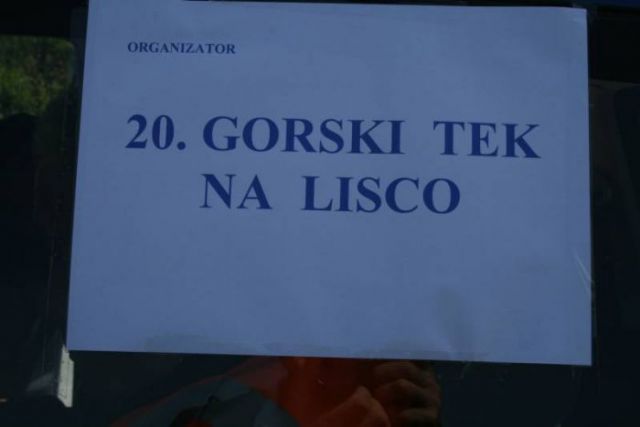 ORGANIZATOR
20. GORSKI TEK
NA LISCO